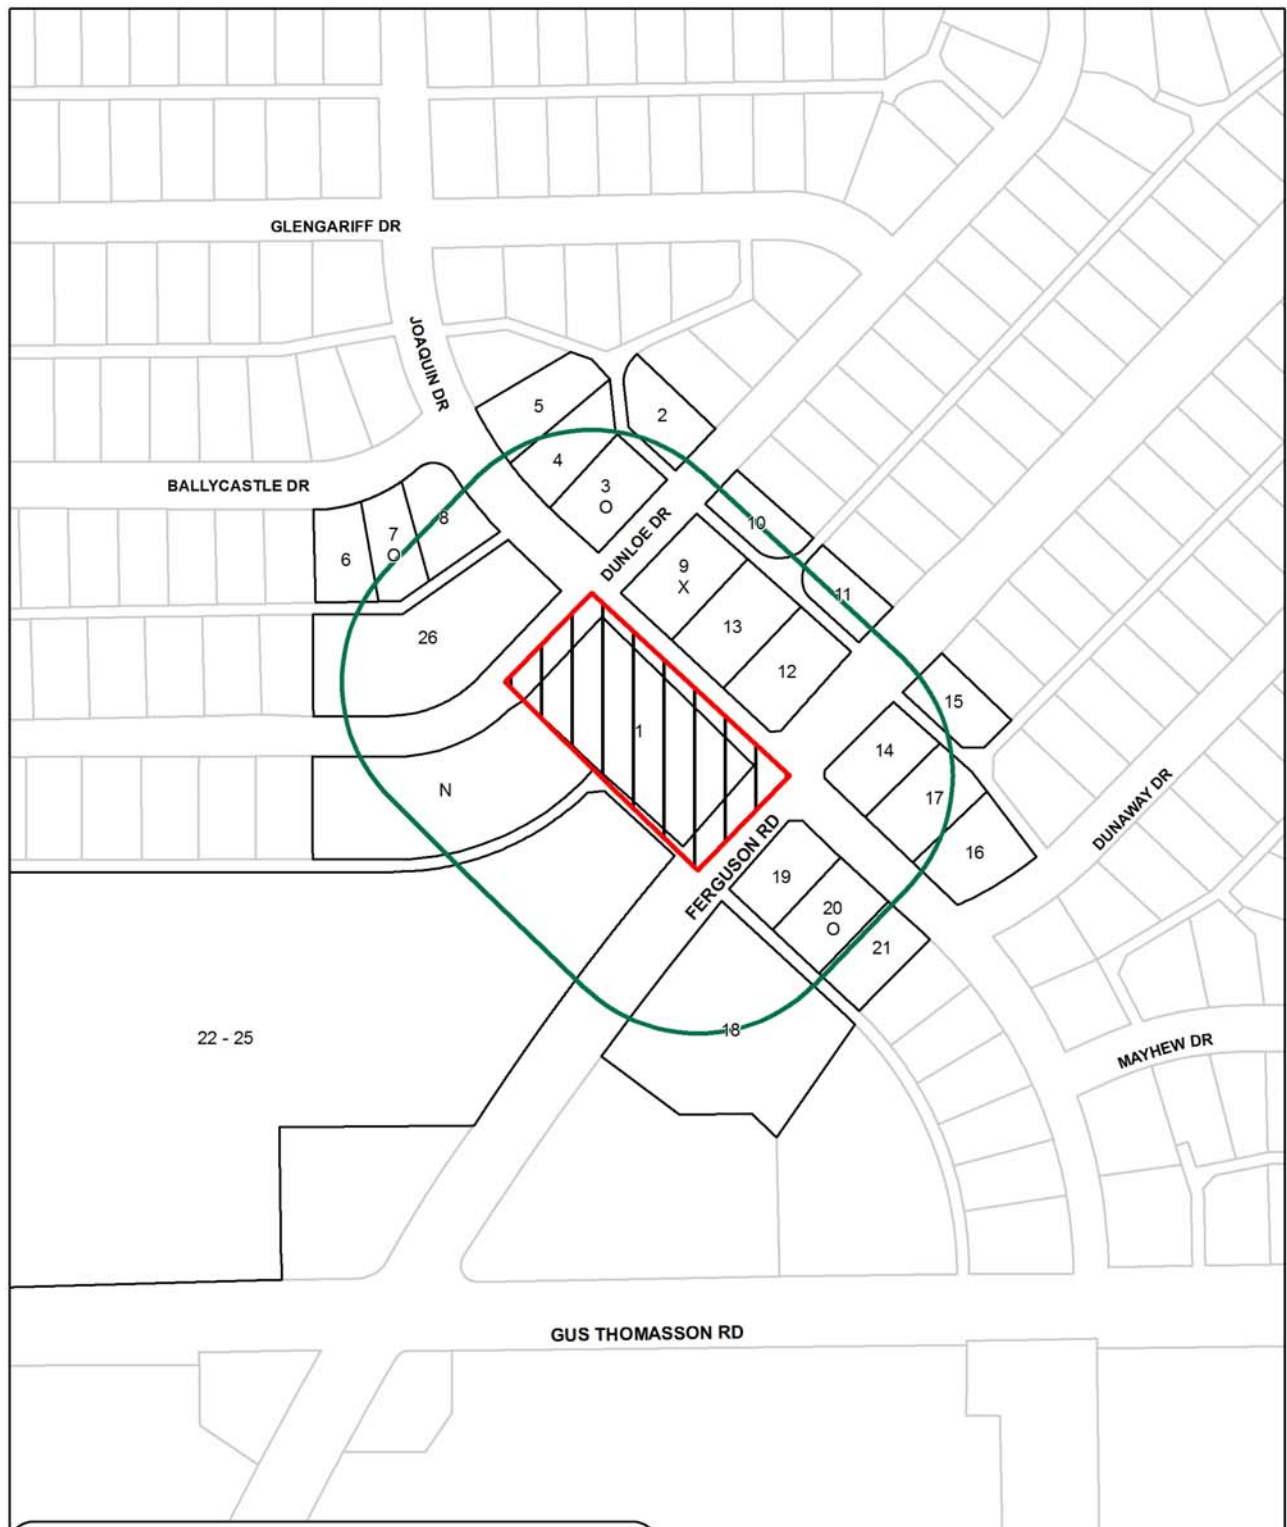 GLENGARIFF DR
JOAQUIN DR
5
2
4
BALLYCASTLE DR
3
O
7
O
8
6
10
DUNLOE DR
9
X
11
13
26
12
15
1
14
N
17
DUNAWAY DR
16
FERGUSON RD
19
20
O
21
18
22 - 25
MAYHEW DR
GUS THOMASSON RD